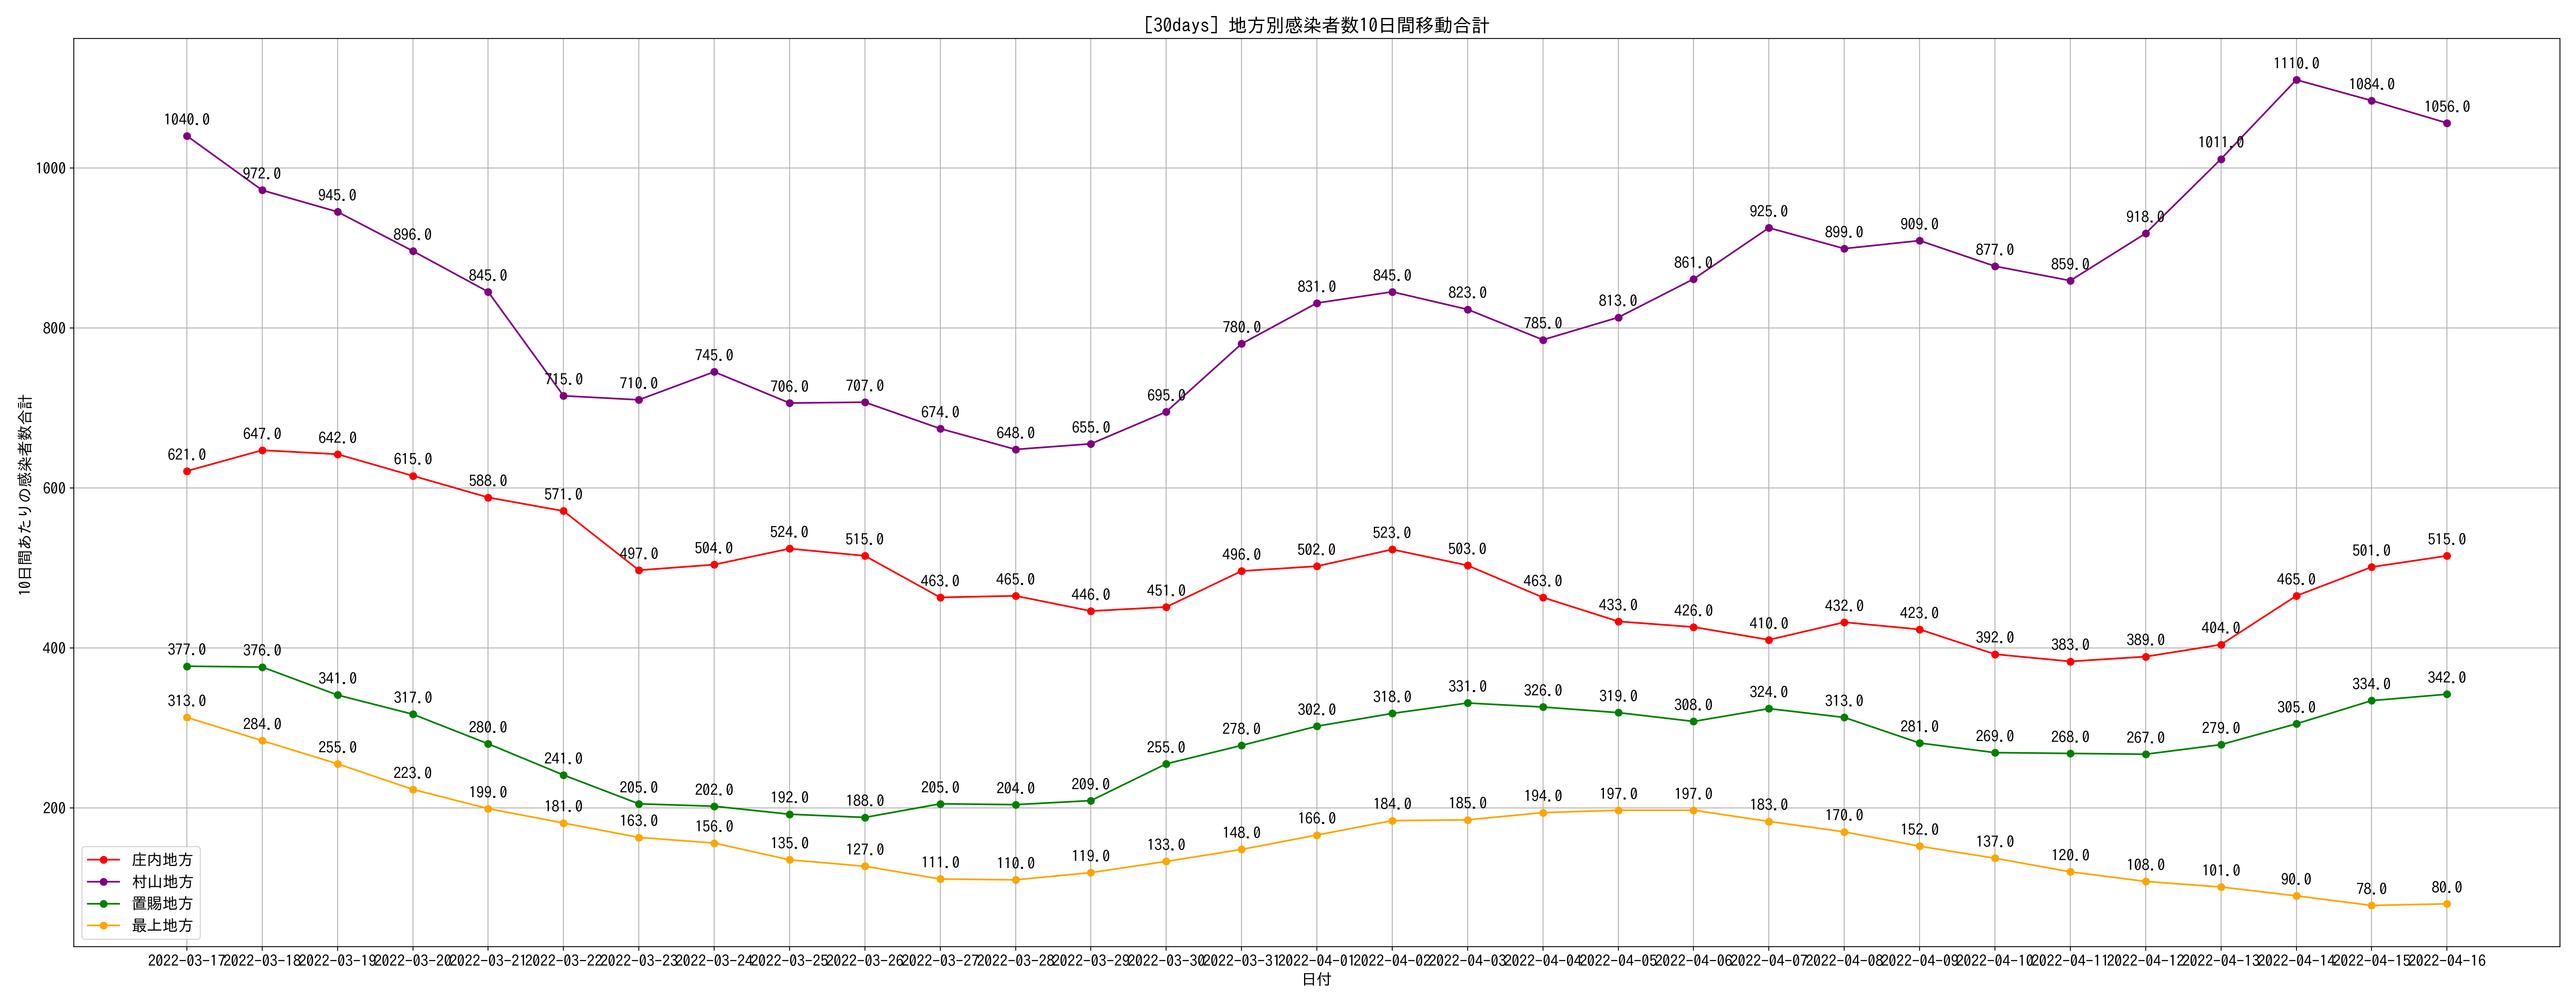 [30days] 地方別感染者数10日間移動合計
10日間あたりの感染者数合計
1000
800
600
400
200
1040.0 972.0 945.0 896.0 845.0 715.0 710.0 745.0 706.0 707.0 674.0 648.0 655.0 695.0 780.0 831.0 845.0 823.0 785.0 813.0 861.0 925.0 899.0 909.0 877.0 859.0 918.0 1011.0 1110.0 1084.0 1056.0
621.0 647.0 642.0 615.0 588.0 571.0 497.0 504.0 524.0 515.0 463.0 465.0 446.0 451.0 496.0 502.0 523.0 503.0 463.0 433.0 426.0 410.0 432.0 423.0 392.0 383.0 389.0 404.0 465.0 501.0 515.0
377.0 376.0 341.0 317.0 280.0 241.0 205.0 202.0 192.0 188.0 205.0 204.0 209.0 255.0 278.0 302.0 318.0 331.0 326.0 319.0 308.0 324.0 313.0 281.0 269.0 268.0 267.0 279.0 305.0 334.0 342.0
313.0 284.0 255.0 223.0 199.0 181.0 163.0 156.0 135.0 127.0 111.0 110.0 119.0 133.0 148.0 166.0 184.0 185.0 194.0 197.0 197.0 183.0 170.0 152.0 137.0 120.0 108.0 101.0 90.0 78.0 80.0
庄内地方
村山地方
置賜地方
最上地方
2022-03-17 2022-03-18 2022-03-19 2022-03-20 2022-03-21 2022-03-22 2022-03-23 2022-03-24 2022-03-25 2022-03-26 2022-03-27 2022-03-28 2022-03-29 2022-03-30 2022-03-31 2022-04-01 2022-04-02 2022-04-03 2022-04-04 2022-04-05 2022-04-06 2022-04-07 2022-04-08 2022-04-09 2022-04-10 2022-04-11 2022-04-12 2022-04-13 2022-04-14 2022-04-15 2022-04-16
日付